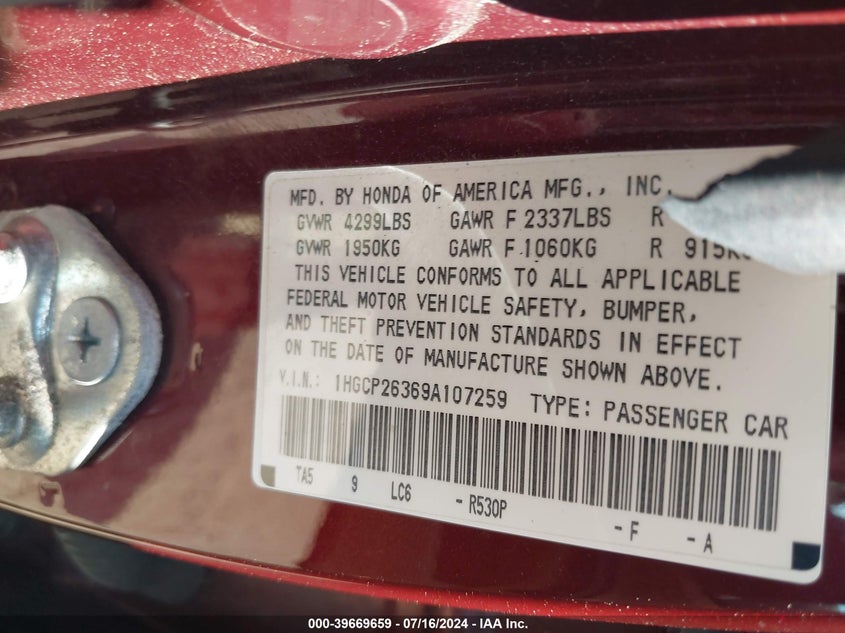 MFD. BY HONDA OF AMERICA MFG., INC.
GVWR 4299LBS GAWR F 2337LBS R
GVWR 1950KG GAWR F 1060KG R 915KG
THIS VEHICLE CONFORMS TO ALL APPLICABLE
FEDERAL MOTOR VEHICLE SAFETY, BUMPER,
AND THEFT PREVENTION STANDARDS IN EFFECT
ON THE DATE OF MANUFACTURE SHOWN ABOVE.
V.I.N.: 1HGCP26369A107259 TYPE: PASSENGER CAR
TA5 9 LC6 - R530P - F - A
000-39669659 - 07/16/2024 - IAA Inc.